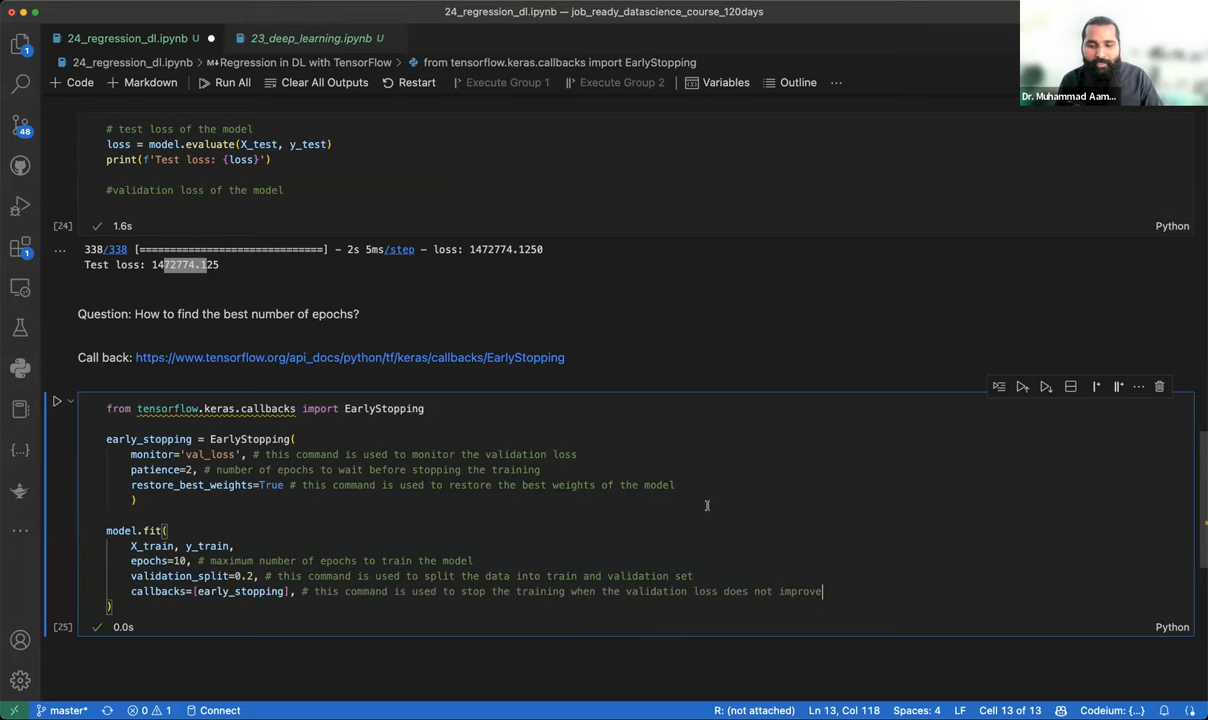 24_regression_dl.ipynb — job_ready_datascience_course_120days
24_regression_dl.ipynb U
23_deep_learning.ipynb U
24_regression_dl.ipynb > M↓Regression in DL with TensorFlow > from tensorflow.keras.callbacks import EarlyStopping
+ Code + Markdown Run All Clear All Outputs Restart Execute Group 1 Execute Group 2 Variables Outline ...
Dr. Muhammad Aam...
1
48
1
# test loss of the model
loss = model.evaluate(X_test, y_test)
print(f'Test loss: {loss}')
#validation loss of the model
[24] ✓ 1.6s Python
... 338/338 [==============================] - 2s 5ms/step - loss: 1472774.1250
Test loss: 1472774.125
Question: How to find the best number of epochs?
Call back: https://www.tensorflow.org/api_docs/python/tf/keras/callbacks/EarlyStopping
from tensorflow.keras.callbacks import EarlyStopping
early_stopping = EarlyStopping(
monitor='val_loss', # this command is used to monitor the validation loss
patience=2, # number of epochs to wait before stopping the training
restore_best_weights=True # this command is used to restore the best weights of the model
)
model.fit(
X_train, y_train,
epochs=10, # maximum number of epochs to train the model
validation_split=0.2, # this command is used to split the data into train and validation set
callbacks=[early_stopping], # this command is used to stop the training when the validation loss does not improve
)
[25] ✓ 0.0s Python
master* 0 1 Connect R: (not attached) Ln 13, Col 118 Spaces: 4 LF Cell 13 of 13 Codeium: {...}